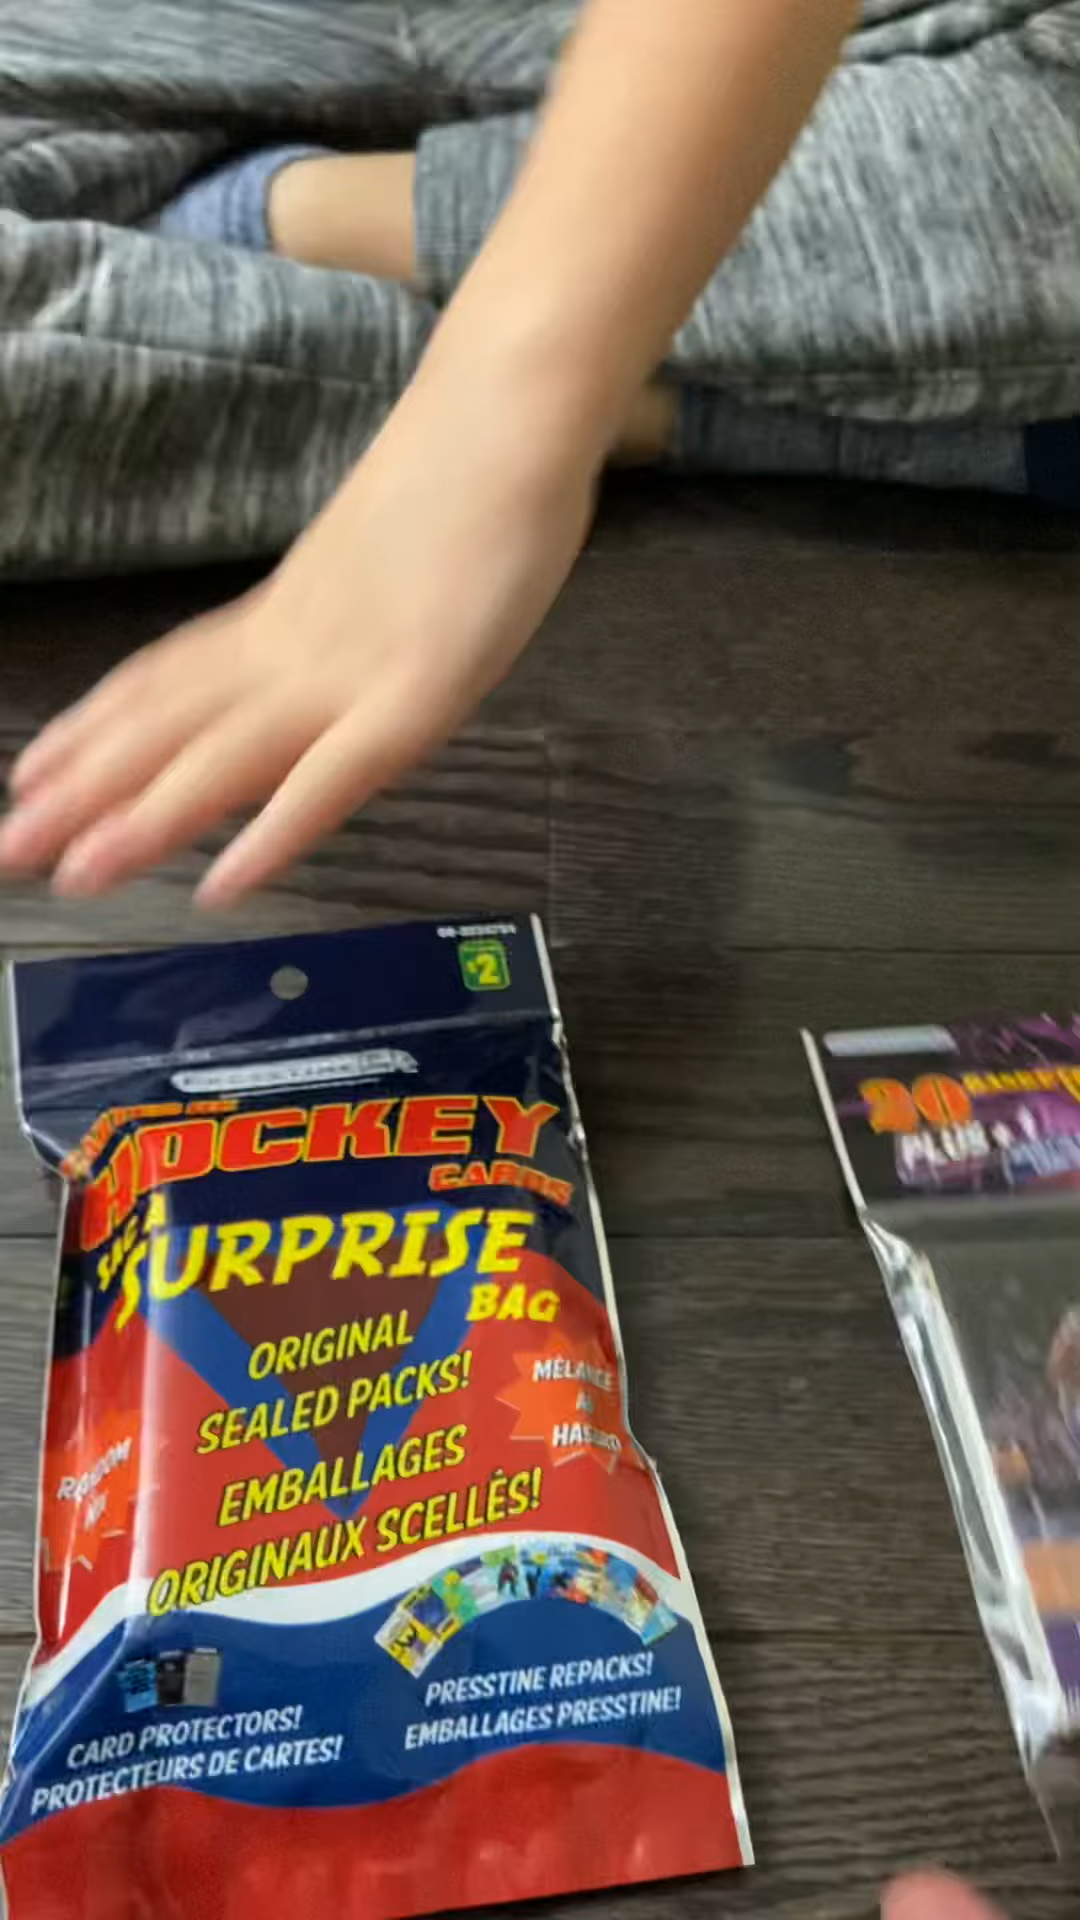 $2
HOCKEY
CARDS
SURPRISE
BAG
ORIGINAL
SEALED PACKS!
EMBALLAGES
ORIGINAUX SCELLÉS!
MÉLANGE
AU
HASARD
RANDOM
MIX
CARD PROTECTORS!
PROTECTEURS DE CARTES!
PRESSTINE REPACKS!
EMBALLAGES PRESSTINE!
20
PLUS